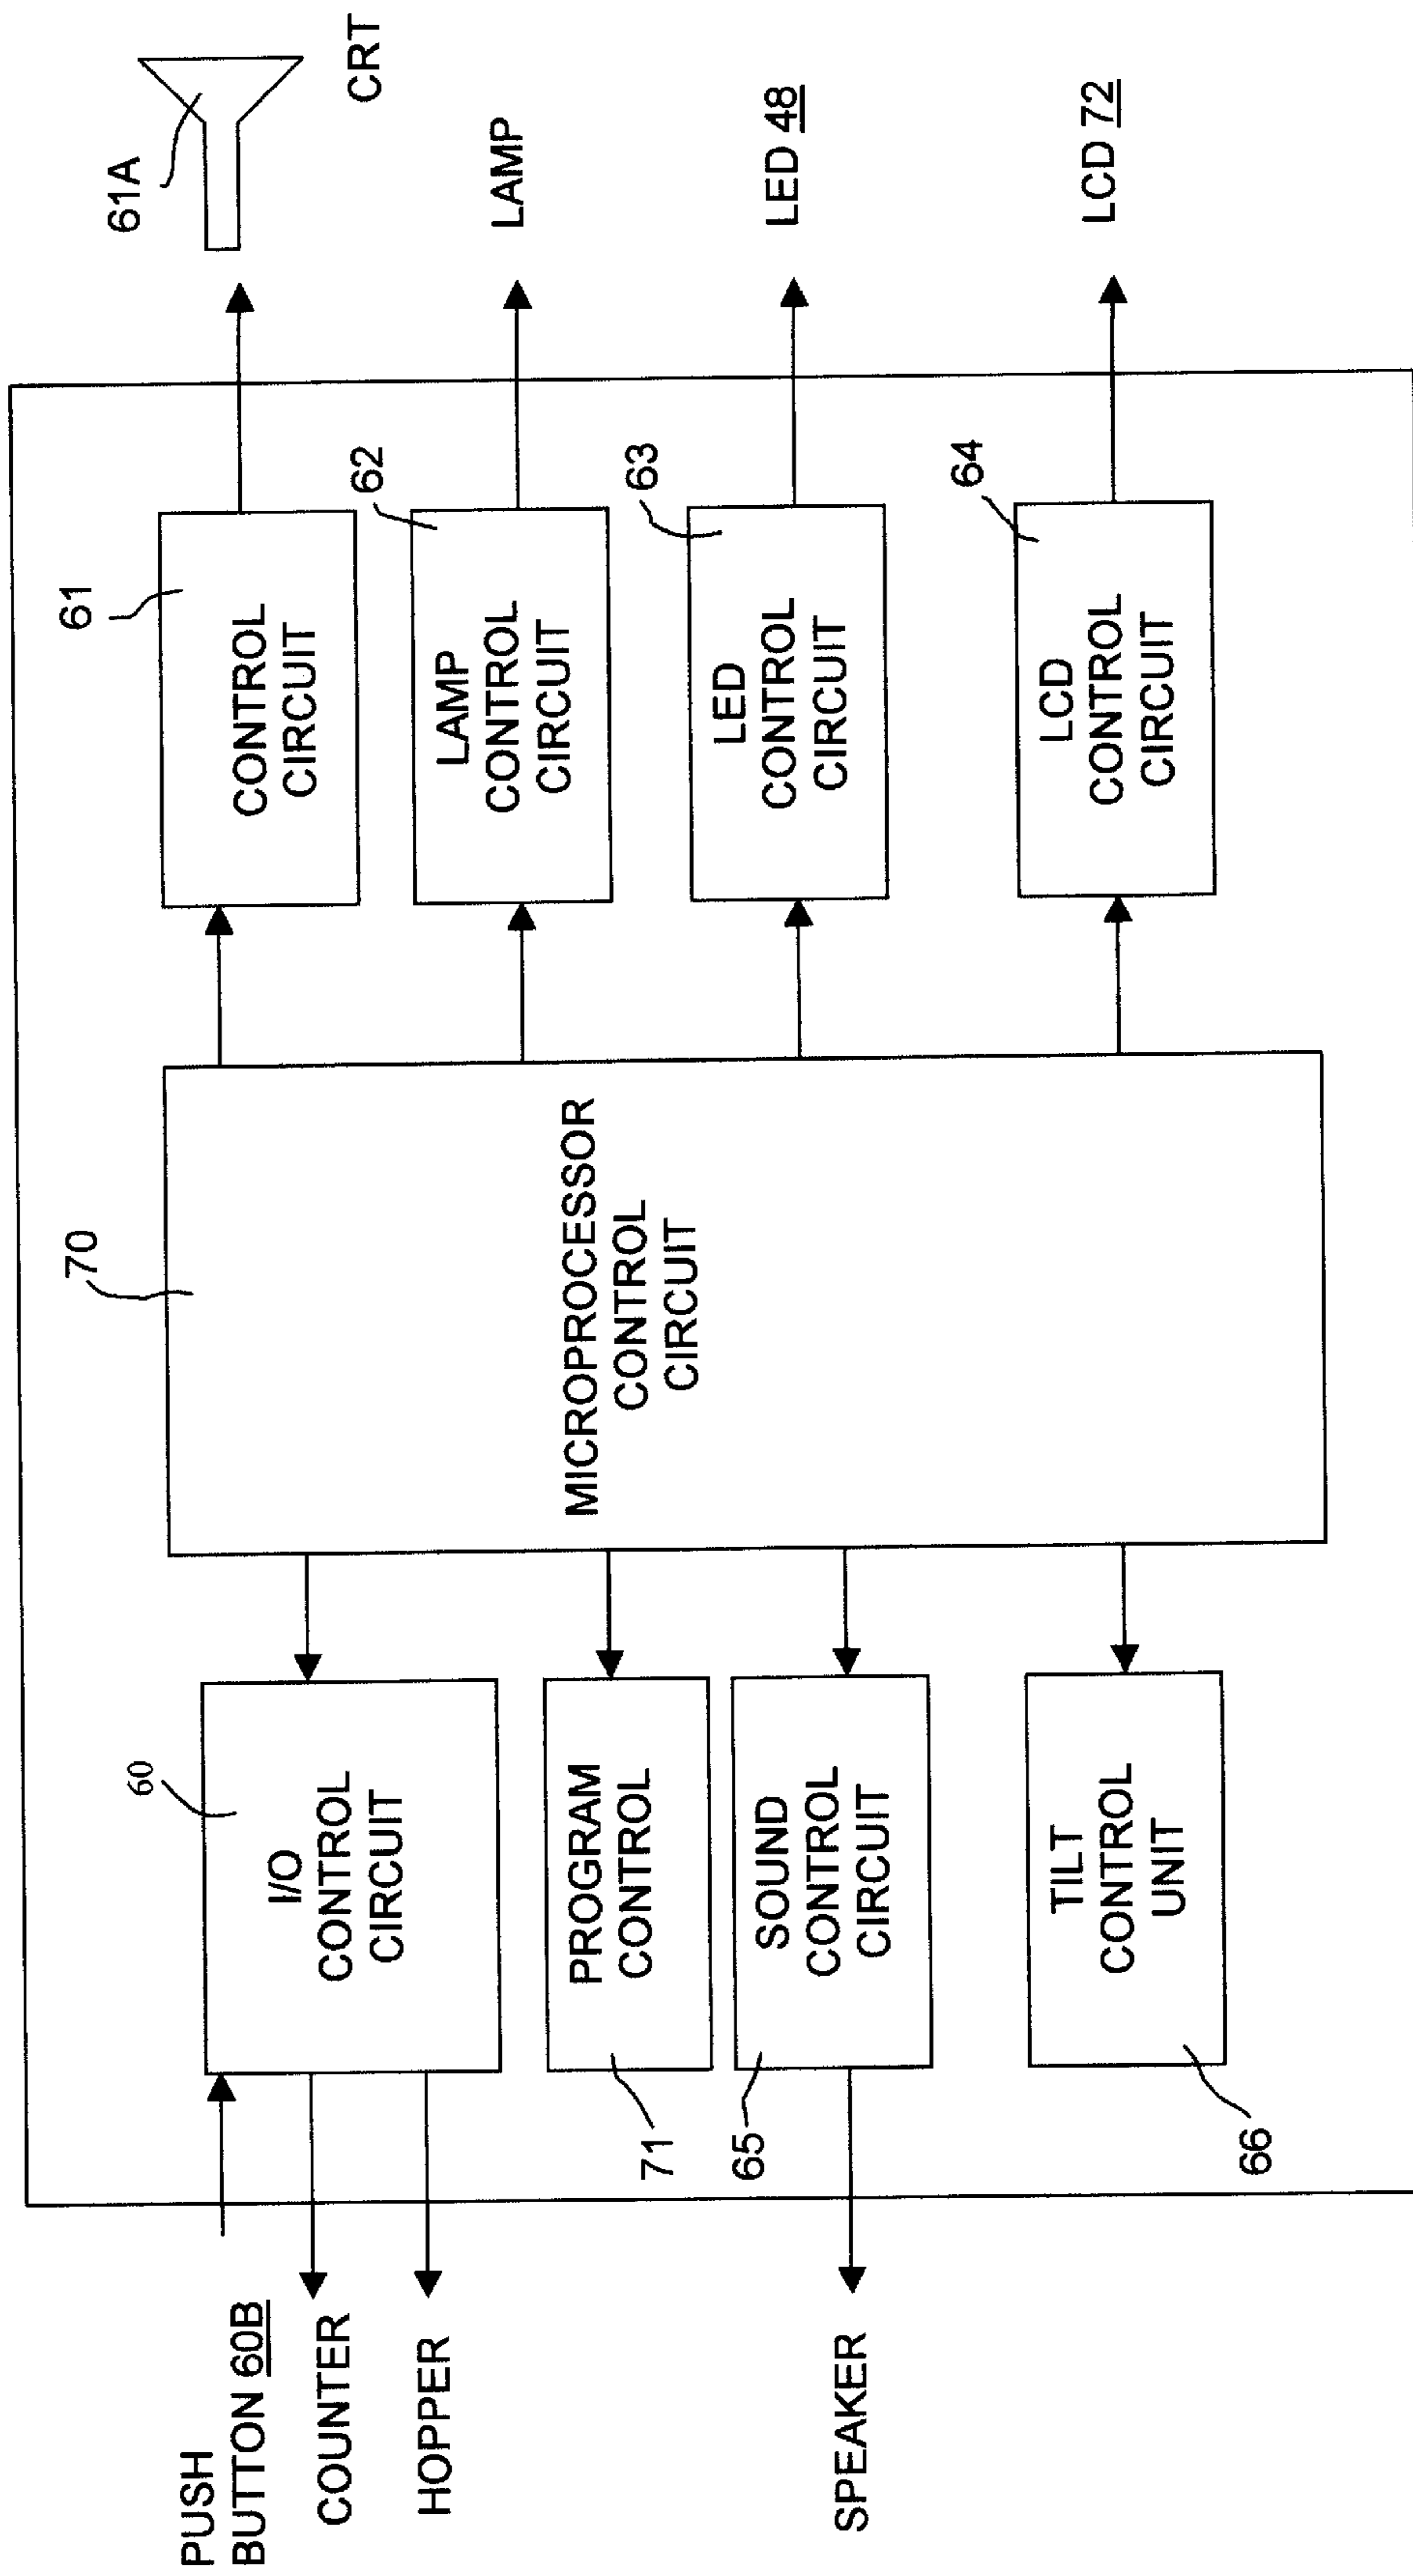 PUSH
BUTTON 60B
COUNTER
HOPPER
SPEAKER
60
I/O
CONTROL
CIRCUIT
PROGRAM
CONTROL
71
SOUND
CONTROL
CIRCUIT
65
TILT
CONTROL
UNIT
66
70
MICROPROCESSOR
CONTROL
CIRCUIT
61
CONTROL
CIRCUIT
62
LAMP
CONTROL
CIRCUIT
63
LED
CONTROL
CIRCUIT
64
LCD
CONTROL
CIRCUIT
61A
CRT
LAMP
LED 48
LCD 72